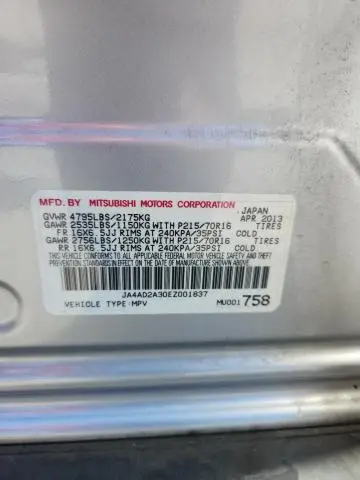 MFD. BY MITSUBISHI MOTORS CORPORATION JAPAN
GVWR 4795LBS/2175KG APR 2013
GAWR 2535LBS/1150KG WITH P215/70R16 TIRES
FR 16X6.5JJ RIMS AT 240KPA/35PSI COLD
GAWR 2756LBS/1250KG WITH P215/70R16 TIRES
RR 16X6.5JJ RIMS AT 240KPA/35PSI COLD
THIS VEHICLE CONFORMS TO ALL APPLICABLE FEDERAL MOTOR VEHICLE SAFETY AND
THEFT PREVENTION STANDARDS IN EFFECT ON THE DATE OF MANUFACTURE SHOWN ABOVE.
JA4AD2A30EZ001837
VEHICLE TYPE:MPV MU001 758